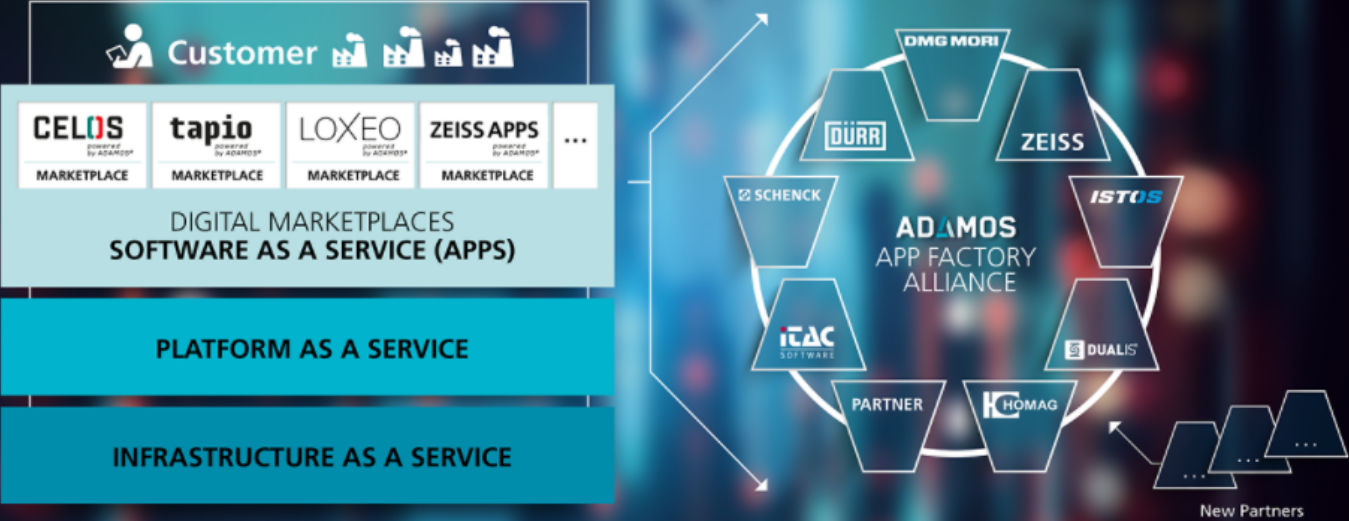 Customer
CELOS
powered
by ADAMOS*
MARKETPLACE
tapio
powered
by ADAMOS*
MARKETPLACE
LOXEO
powered
by ADAMOS*
MARKETPLACE
ZEISS APPS
powered
by ADAMOS*
MARKETPLACE
...
DIGITAL MARKETPLACES
SOFTWARE AS A SERVICE (APPS)
PLATFORM AS A SERVICE
INFRASTRUCTURE AS A SERVICE
DMG MORI
DÜRR
ZEISS
SCHENCK
ISTOS
ADAMOS
APP FACTORY
ALLIANCE
iTAC
SOFTWARE
DUALIS
PARTNER
HOMAG
...
...
...
New Partners